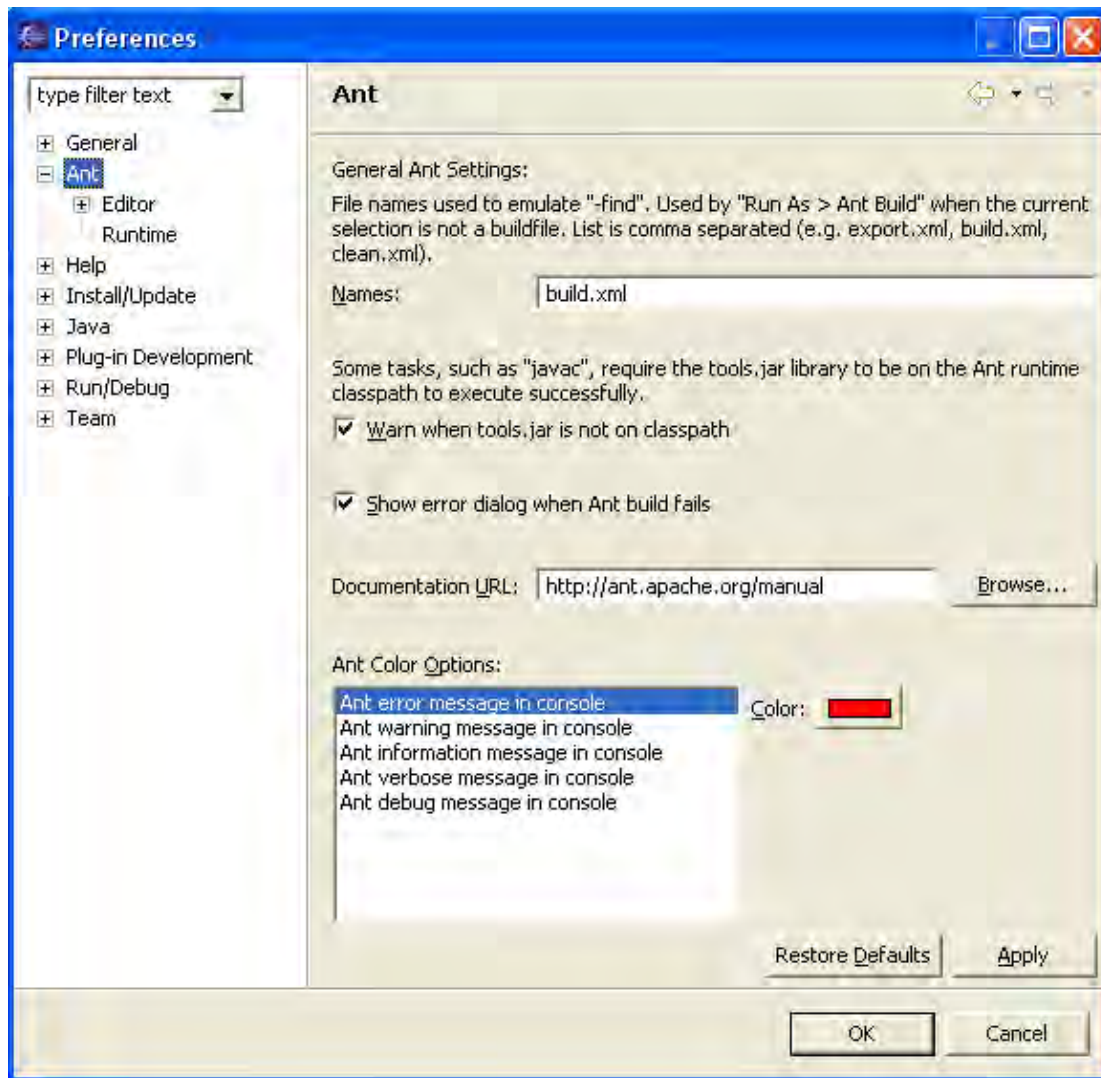 Preferences
type filter text
General
Ant
Editor
Runtime
Help
Install/Update
Java
Plug-in Development
Run/Debug
Team
Ant
General Ant Settings:
File names used to emulate "-find". Used by "Run As > Ant Build" when the current
selection is not a buildfile. List is comma separated (e.g. export.xml, build.xml,
clean.xml).
Names: build.xml
Some tasks, such as "javac", require the tools.jar library to be on the Ant runtime
classpath to execute successfully.
Warn when tools.jar is not on classpath
Show error dialog when Ant build fails
Documentation URL: http://ant.apache.org/manual Browse...
Ant Color Options:
Ant error message in console
Color:
Ant warning message in console
Ant information message in console
Ant verbose message in console
Ant debug message in console
Restore Defaults Apply
OK Cancel